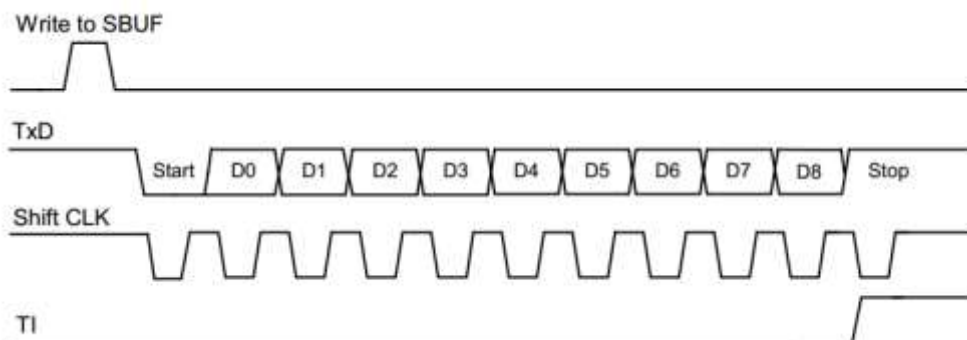 Write to SBUF
TxD
Start D0 D1 D2 D3 D4 D5 D6 D7 D8 Stop
Shift CLK
TI